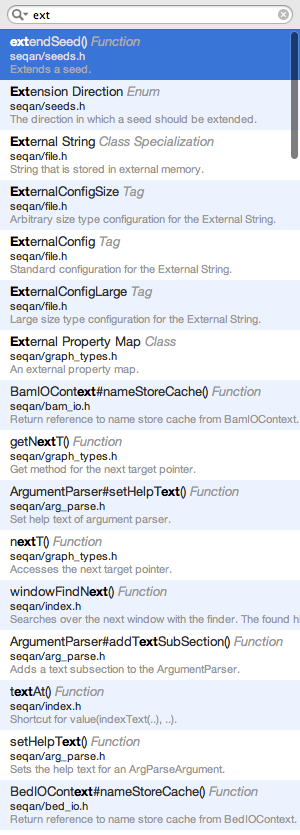 ext
extendSeed() Function
seqan/seeds.h
Extends a seed.
Extension Direction Enum
seqan/seeds.h
The direction in which a seed should be extended.
External String Class Specialization
seqan/file.h
String that is stored in external memory.
ExternalConfigSize Tag
seqan/file.h
Arbitrary size type configuration for the External String.
ExternalConfig Tag
seqan/file.h
Standard configuration for the External String.
ExternalConfigLarge Tag
seqan/file.h
Large size type configuration for the External String.
External Property Map Class
seqan/graph_types.h
An external property map.
BamIOContext#nameStoreCache() Function
seqan/bam_io.h
Return reference to name store cache from BamIOContext.
getNextT() Function
seqan/graph_types.h
Get method for the next target pointer.
ArgumentParser#setHelpText() Function
seqan/arg_parse.h
Set help text of argument parser.
nextT() Function
seqan/graph_types.h
Accesses the next target pointer.
windowFindNext() Function
seqan/index.h
Searches over the next window with the finder. The found hi
ArgumentParser#addTextSubSection() Function
seqan/arg_parse.h
Adds a text subsection to the ArgumentParser.
textAt() Function
seqan/index.h
Shortcut for value(indexText(..), ..).
setHelpText() Function
seqan/arg_parse.h
Sets the help text for an ArgParseArgument.
BedIOContext#nameStoreCache() Function
seqan/bed_io.h
Return reference to name store cache from BedIOContext.